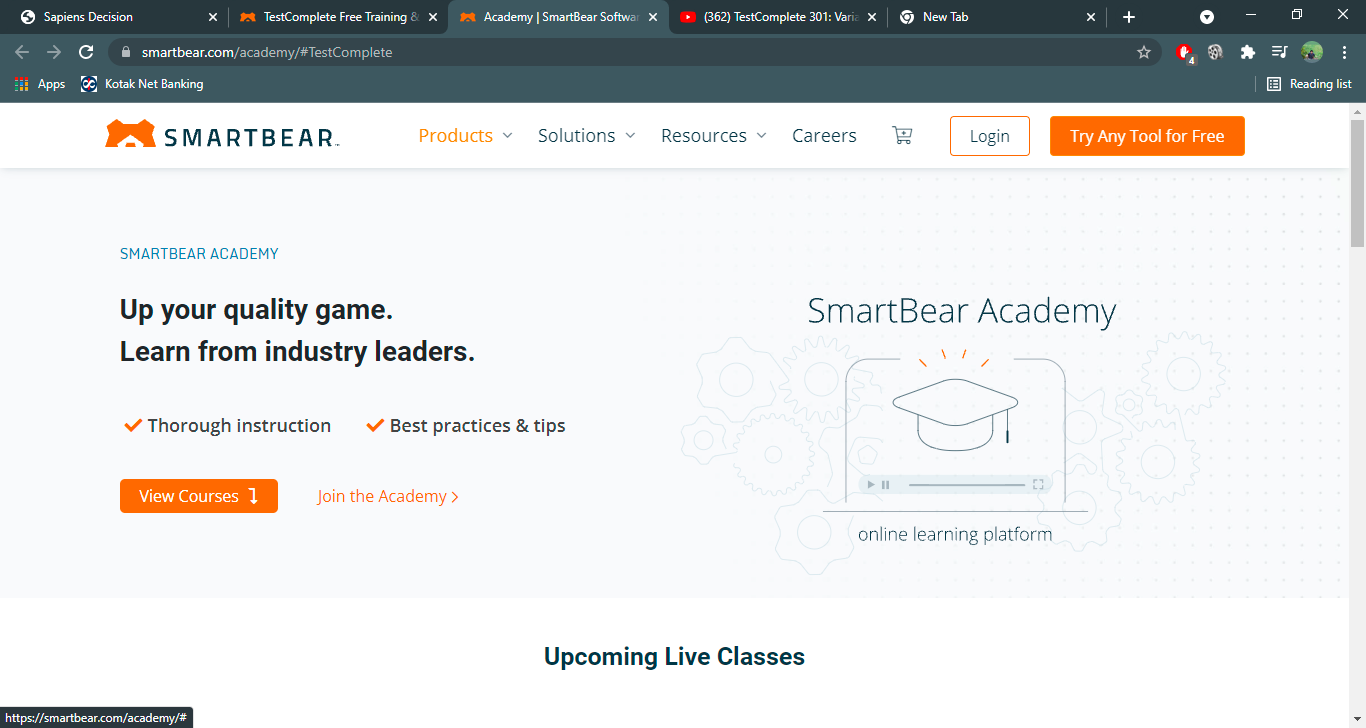 Sapiens Decision
TestComplete Free Training &
Academy | SmartBear Softwar
(362) TestComplete 301: Varia
New Tab
smartbear.com/academy/#TestComplete
4
Apps
Kotak Net Banking
Reading list
SMARTBEAR
Products
Solutions
Resources
Careers
Login
Try Any Tool for Free
SMARTBEAR ACADEMY
Up your quality game.
Learn from industry leaders.
Thorough instruction
Best practices & tips
View Courses
Join the Academy
SmartBear Academy
online learning platform
Upcoming Live Classes
https://smartbear.com/academy/#